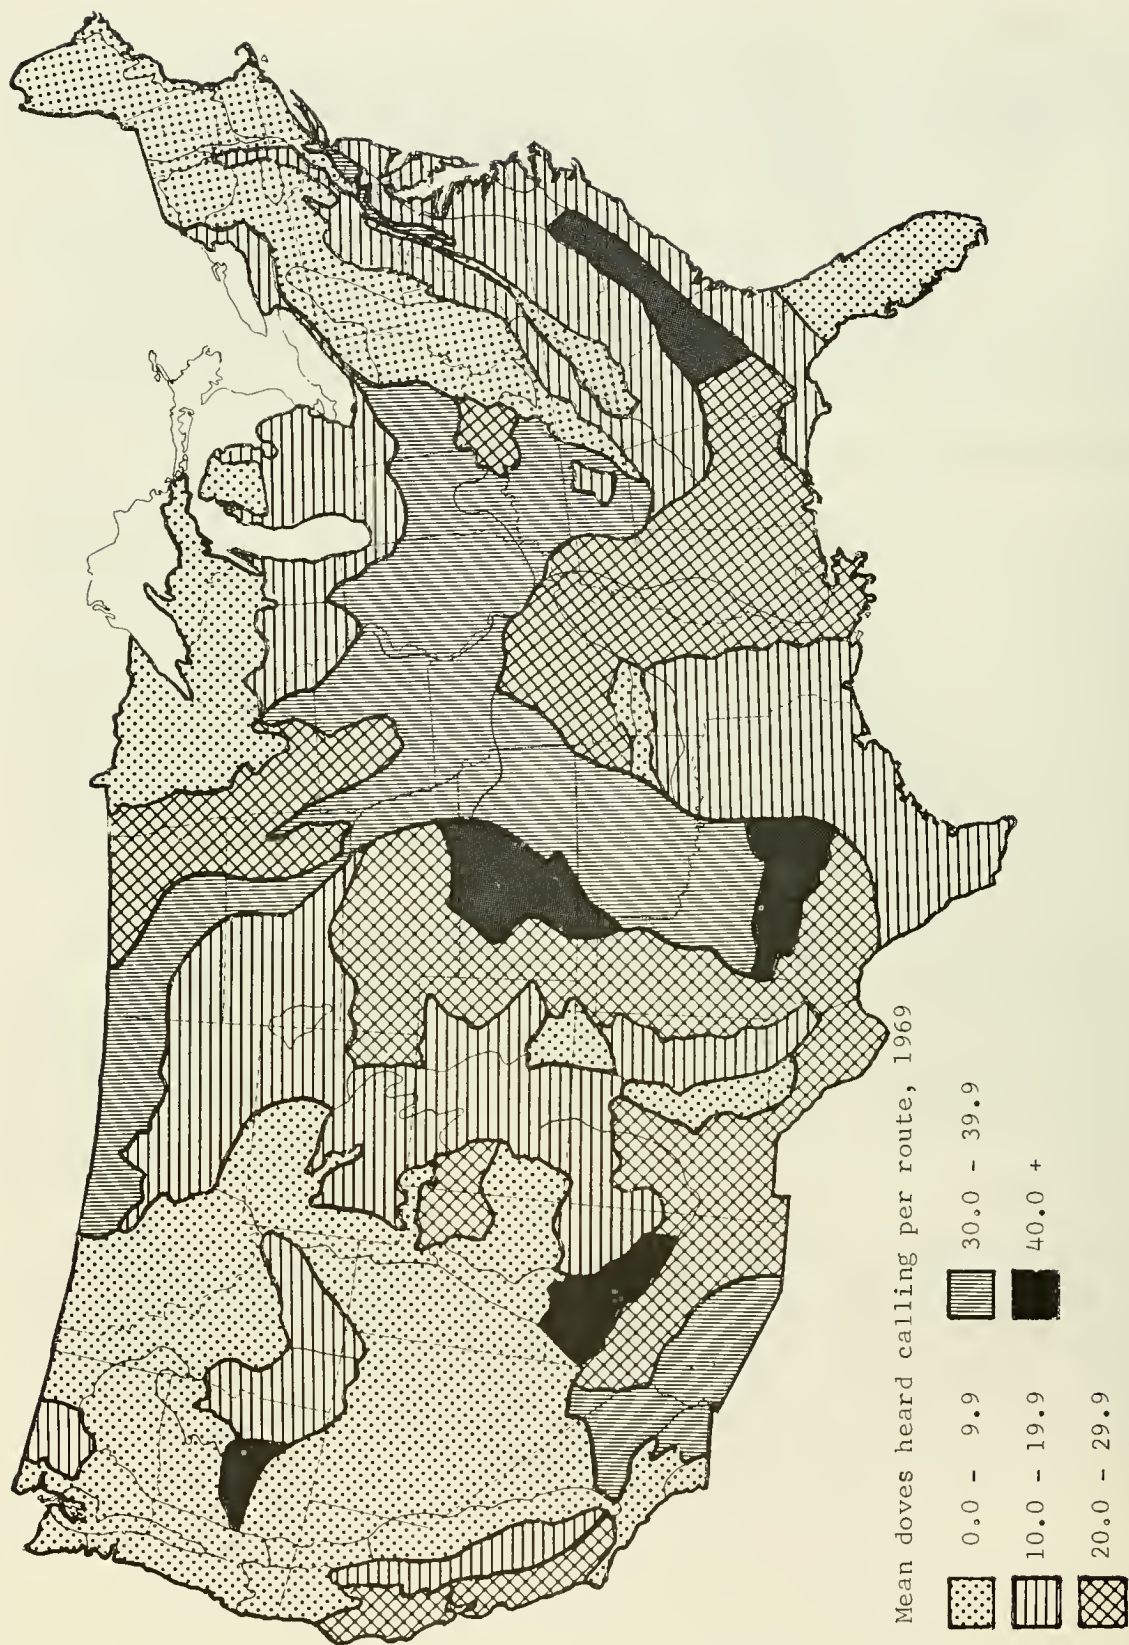 Mean doves heard calling per route, 1969
0.0 - 9.9
10.0 - 19.9
20.0 - 29.9
30.0 - 39.9
40.0 +